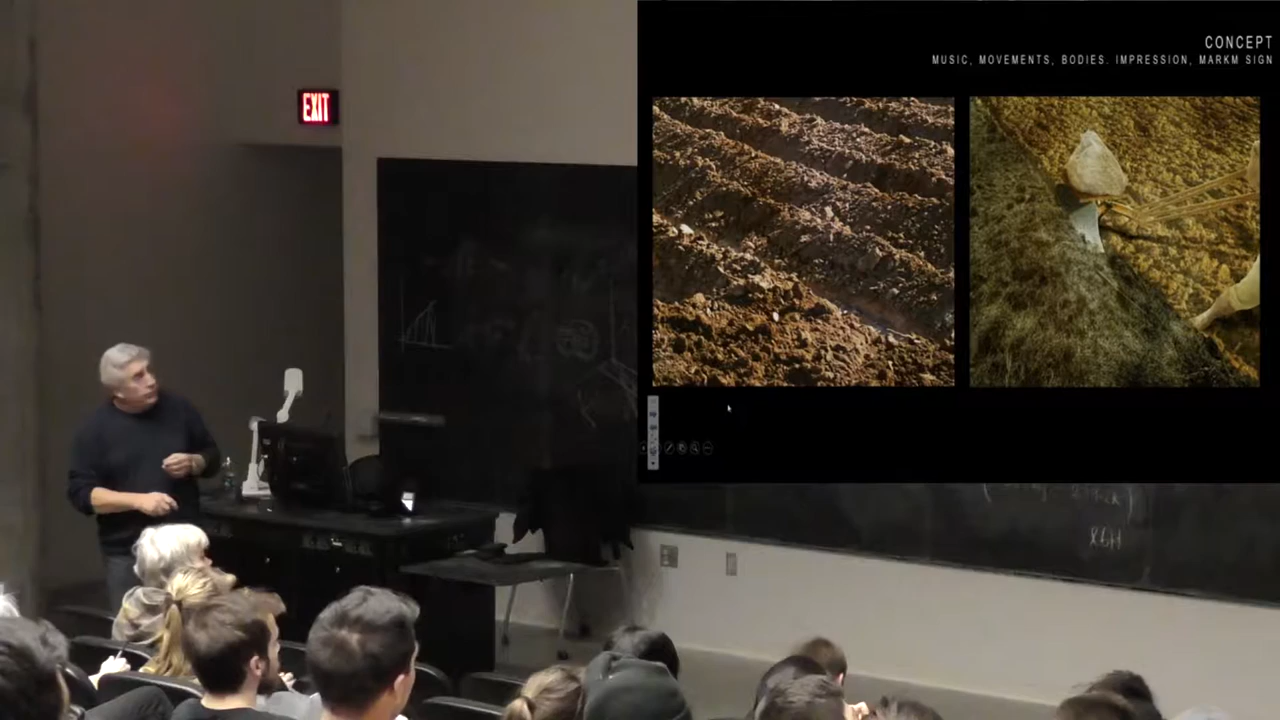 CONCEPT
MUSIC, MOVEMENTS, BODIES. IMPRESSION, MARKM SIGN
EXIT